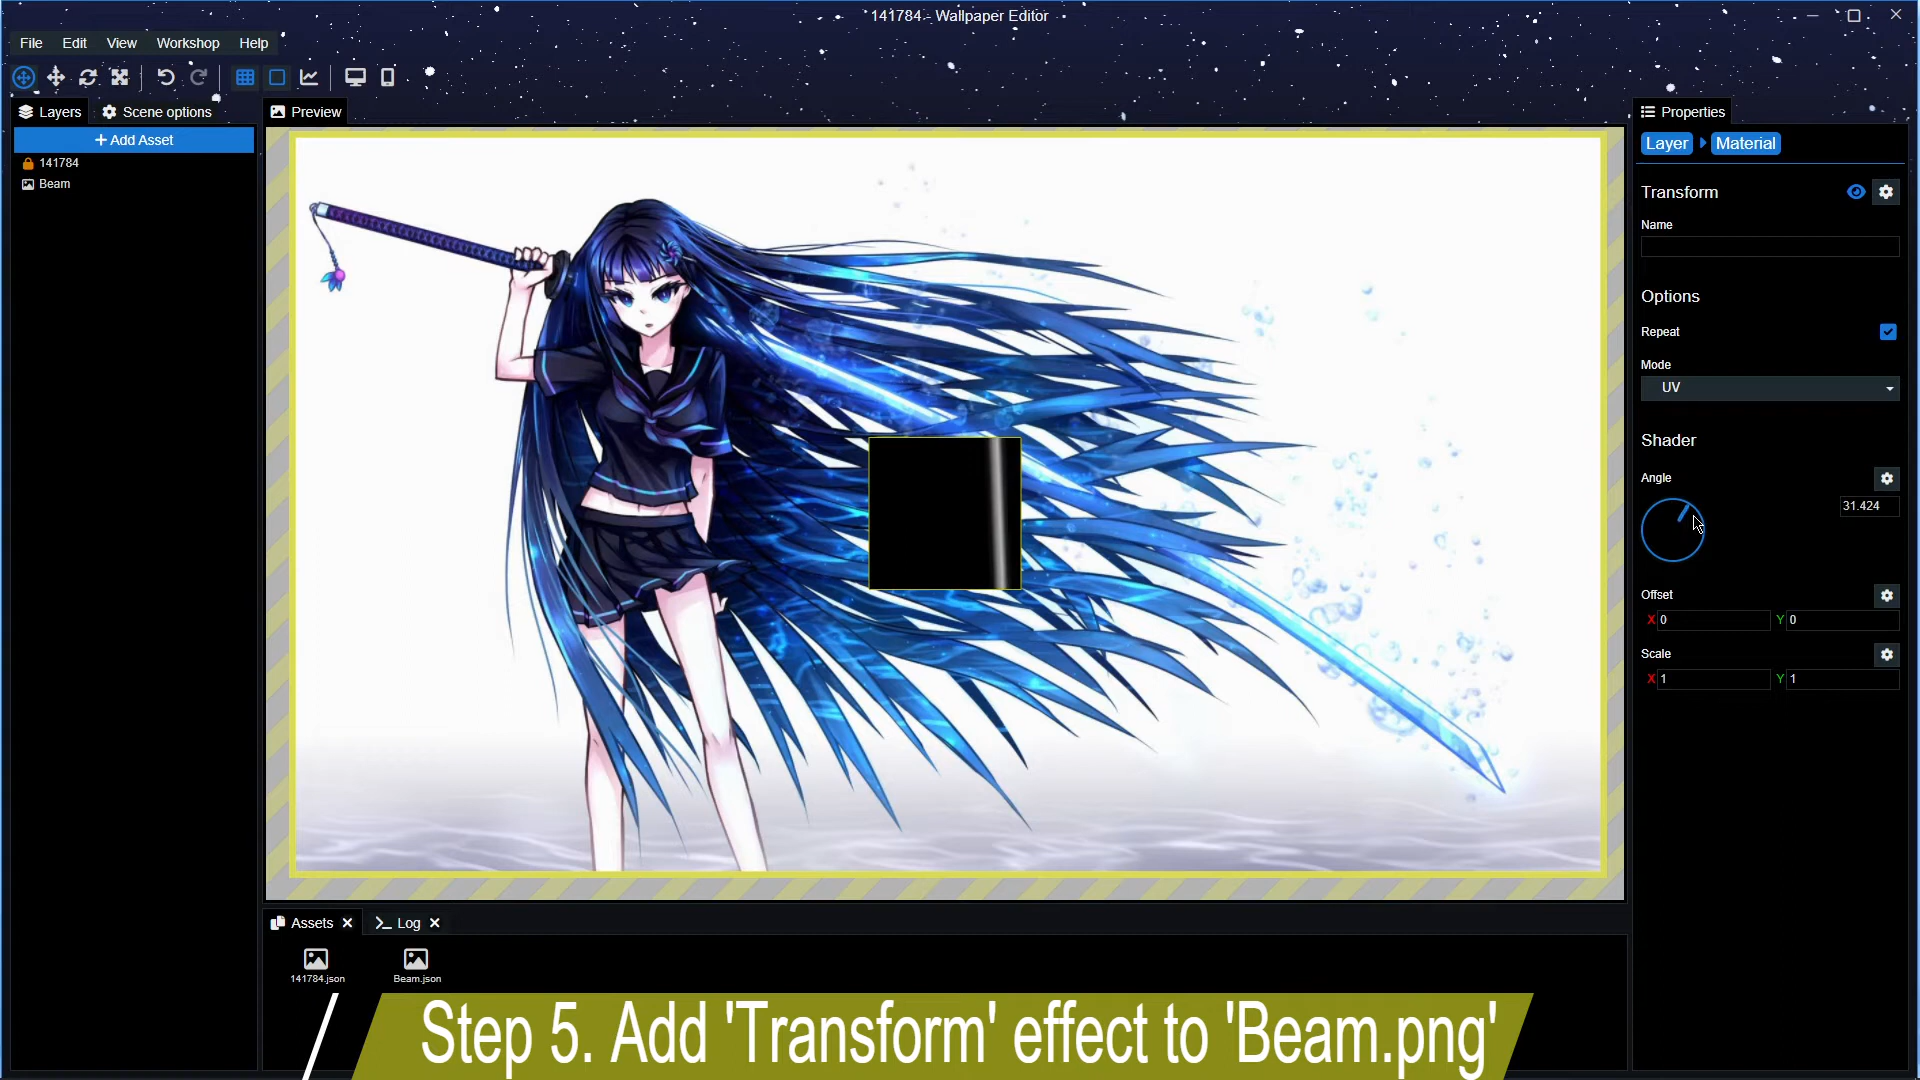 141784 - Wallpaper Editor
File Edit View Workshop Help
Layers Scene options
Preview
Properties
+ Add Asset
141784
Beam
Layer Material
Transform
Name
Options
Repeat
Mode
UV
Shader
Angle
31.424
Offset
X 0 Y 0
Scale
X 1 Y 1
Assets Log
141784.json Beam.json
Step 5. Add 'Transform' effect to 'Beam.png'